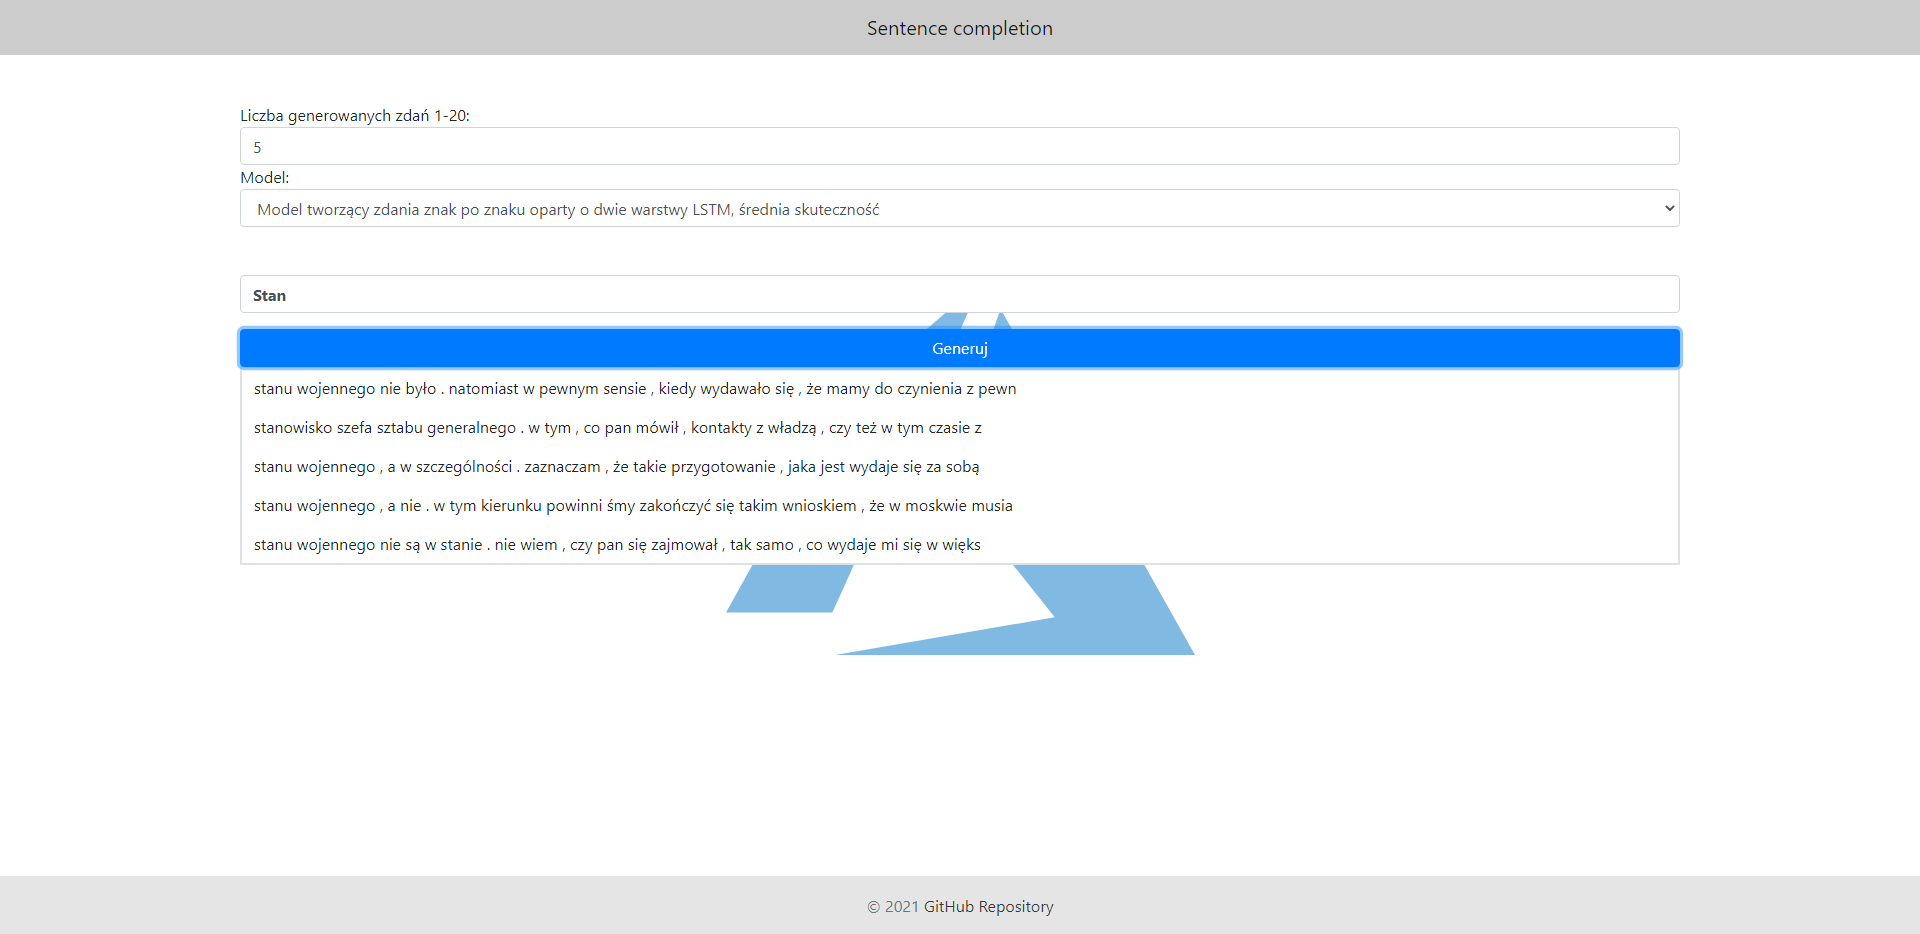 Sentence completion
Liczba generowanych zdań 1-20:
5
Model:
Model tworzący zdania znak po znaku oparty o dwie warstwy LSTM, średnia skuteczność
Stan
Generuj
stanu wojennego nie było . natomiast w pewnym sensie , kiedy wydawało się , że mamy do czynienia z pewn
stanowisko szefa sztabu generalnego . w tym , co pan mówił , kontakty z władzą , czy też w tym czasie z
stanu wojennego , a w szczególności . zaznaczam , że takie przygotowanie , jaka jest wydaje się za sobą
stanu wojennego , a nie . w tym kierunku powinni śmy zakończyć się takim wnioskiem , że w moskwie musia
stanu wojennego nie są w stanie . nie wiem , czy pan się zajmował , tak samo , co wydaje mi się w więks
© 2021 GitHub Repository